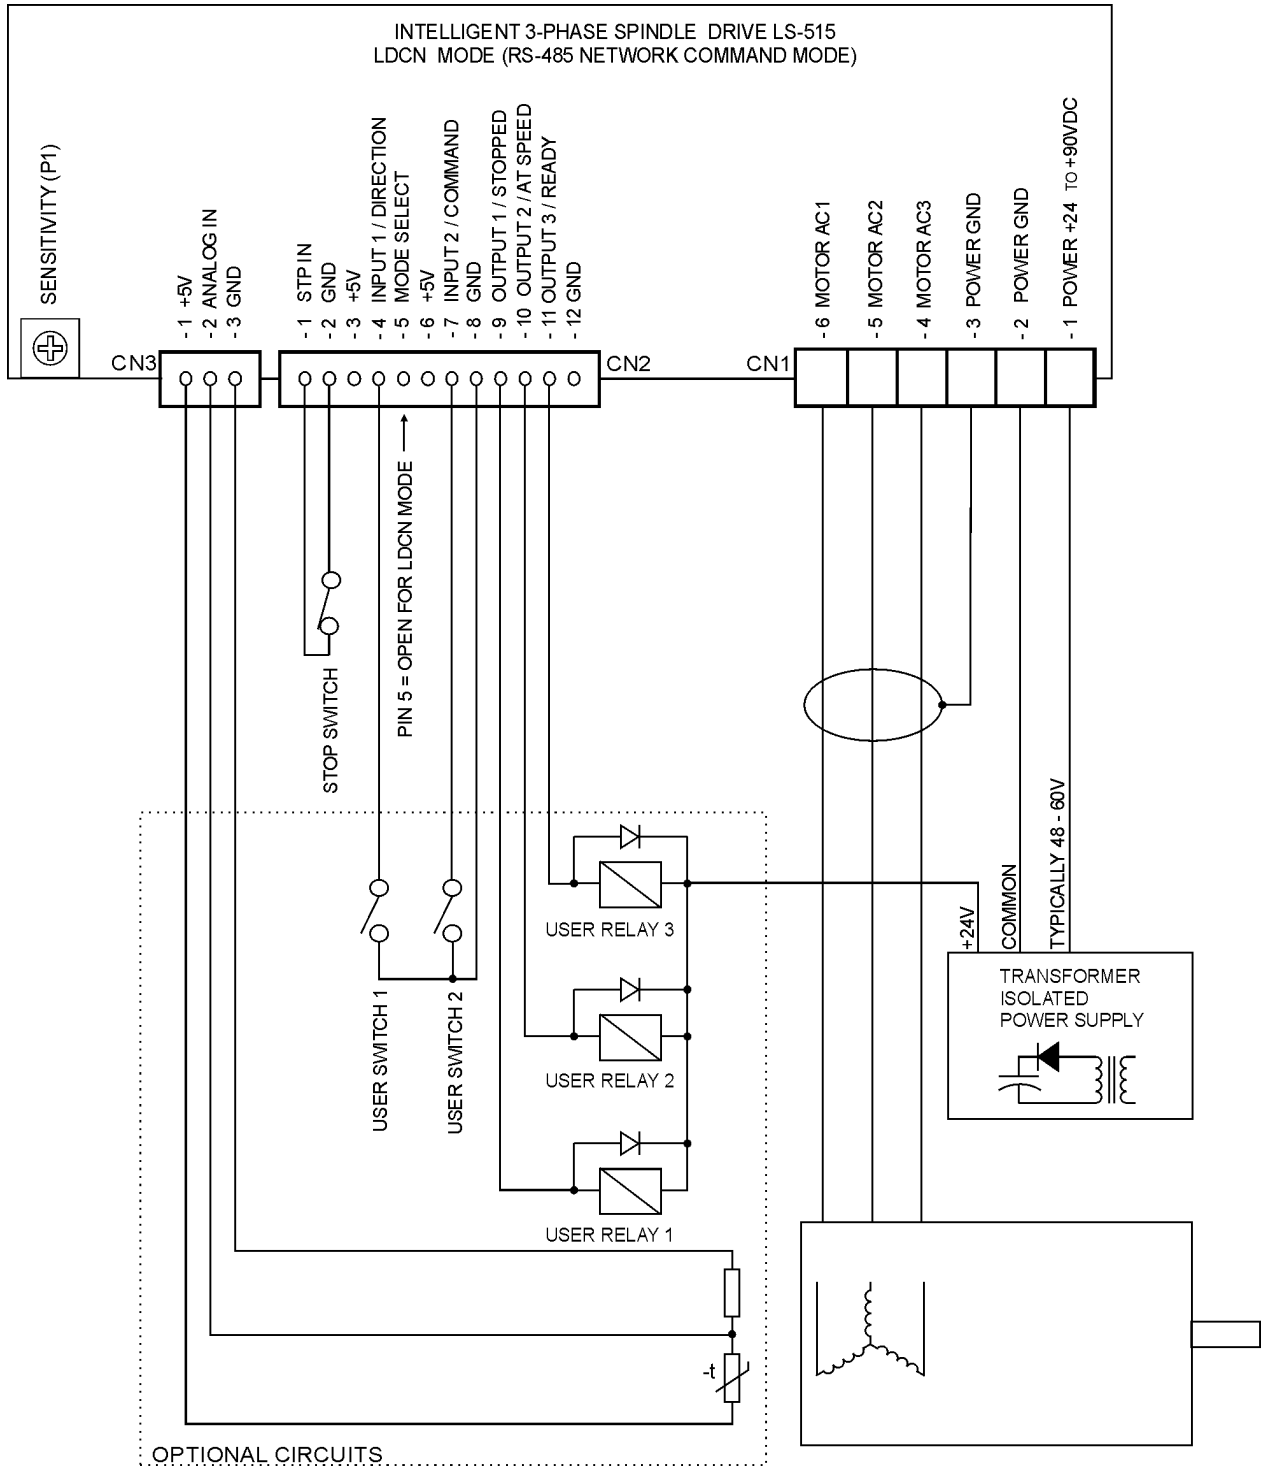 INTELLIGENT 3-PHASE SPINDLE DRIVE LS-515
LDCN MODE (RS-485 NETWORK COMMAND MODE)
SENSITIVITY (P1)
- 1 +5V
- 2 ANALOG IN
- 3 GND
- 1 STP IN
- 2 GND
- 3 +5V
- 4 INPUT 1 / DIRECTION
- 5 MODE SELECT
- 6 +5V
- 7 INPUT 2 / COMMAND
- 8 GND
- 9 OUTPUT 1 / STOPPED
- 10 OUTPUT 2 / AT SPEED
- 11 OUTPUT 3 / READY
- 12 GND
- 6 MOTOR AC1
- 5 MOTOR AC2
- 4 MOTOR AC3
- 3 POWER GND
- 2 POWER GND
- 1 POWER +24 TO +90VDC
CN3
CN2
CN1
PIN 5 = OPEN FOR LDCN MODE
STOP SWITCH
USER RELAY 3
+24V
COMMON
TYPICALLY 48 - 60V
TRANSFORMER
ISOLATED
POWER SUPPLY
USER SWITCH 1
USER SWITCH 2
USER RELAY 2
USER RELAY 1
-t
OPTIONAL CIRCUITS